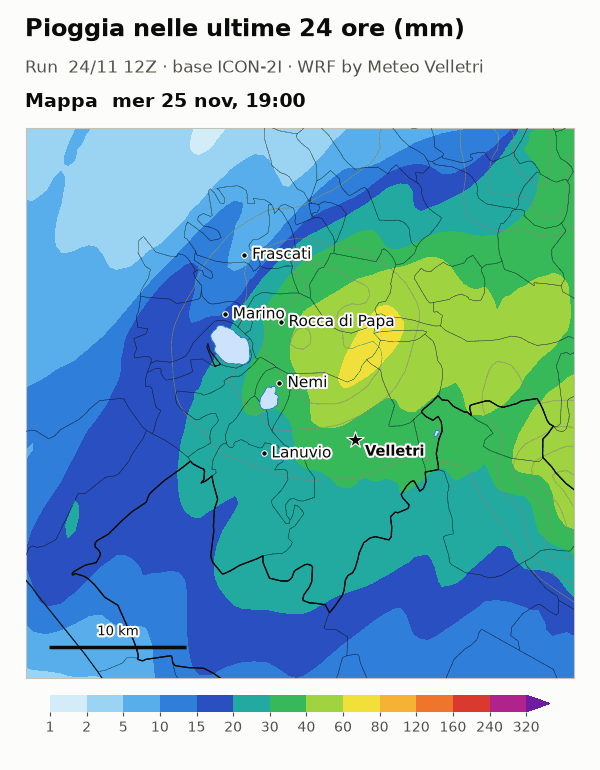 Pioggia nelle ultime 24 ore (mm)
Run  24/11 12Z · base ICON-2I · WRF by Meteo Velletri
Mappa  mer 25 nov, 19:00
Frascati
Marino
Rocca di Papa
Nemi
Lanuvio
Velletri
10 km
1 2 5 10 15 20 30 40 60 80 120 160 240 320